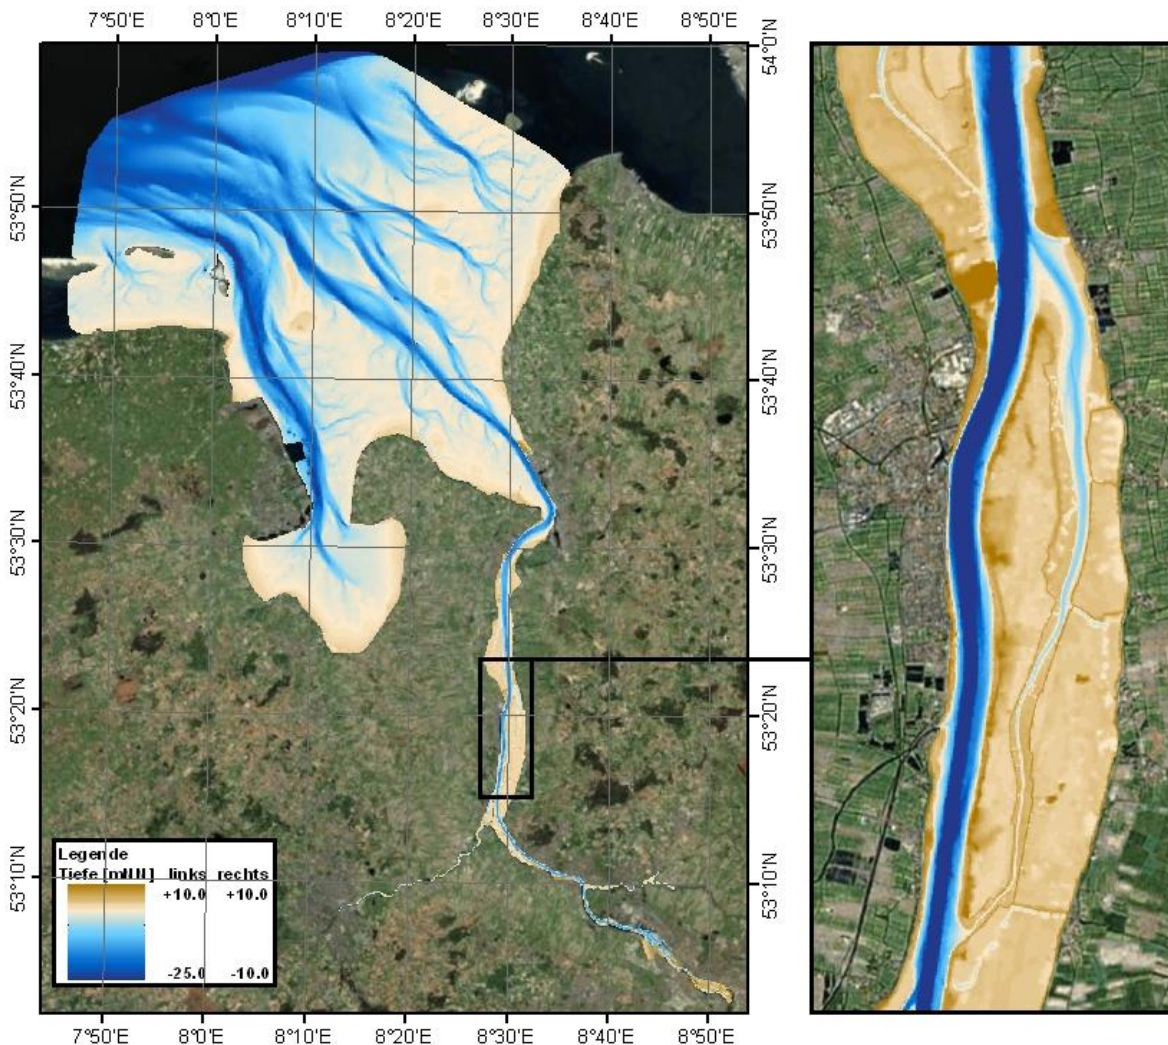 7°50'E 8°0'E 8°10'E 8°20'E 8°30'E 8°40'E 8°50'E
54°0'N
53°50'N 53°50'N
53°40'N 53°40'N
53°30'N 53°30'N
53°20'N 53°20'N
53°10'N 53°10'N
Legende
Tiefe [mNN] links rechts
+10.0 +10.0
-25.0 -10.0
7°50'E 8°0'E 8°10'E 8°20'E 8°30'E 8°40'E 8°50'E